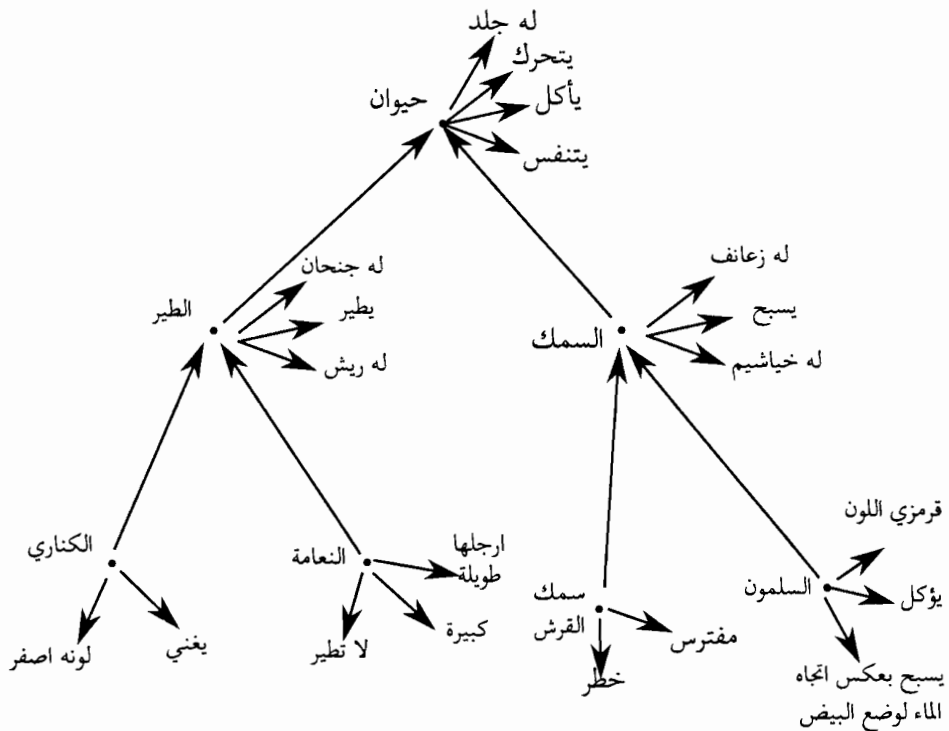 له جلد
يتحرك
حيوان
يأكل
يتنفس
له جنحان
الطير
يطير
له ريش
له زعانف
يسبح
السمك
له خياشيم
الكناري
لونه اصفر
يغني
النعامة
ارجلها
طويلة
كبيرة
لا تطير
سمك
القرش
مفترس
خطر
قرمزي اللون
السلمون
يؤكل
يسبح بعكس اتجاه
الماء لوضع البيض